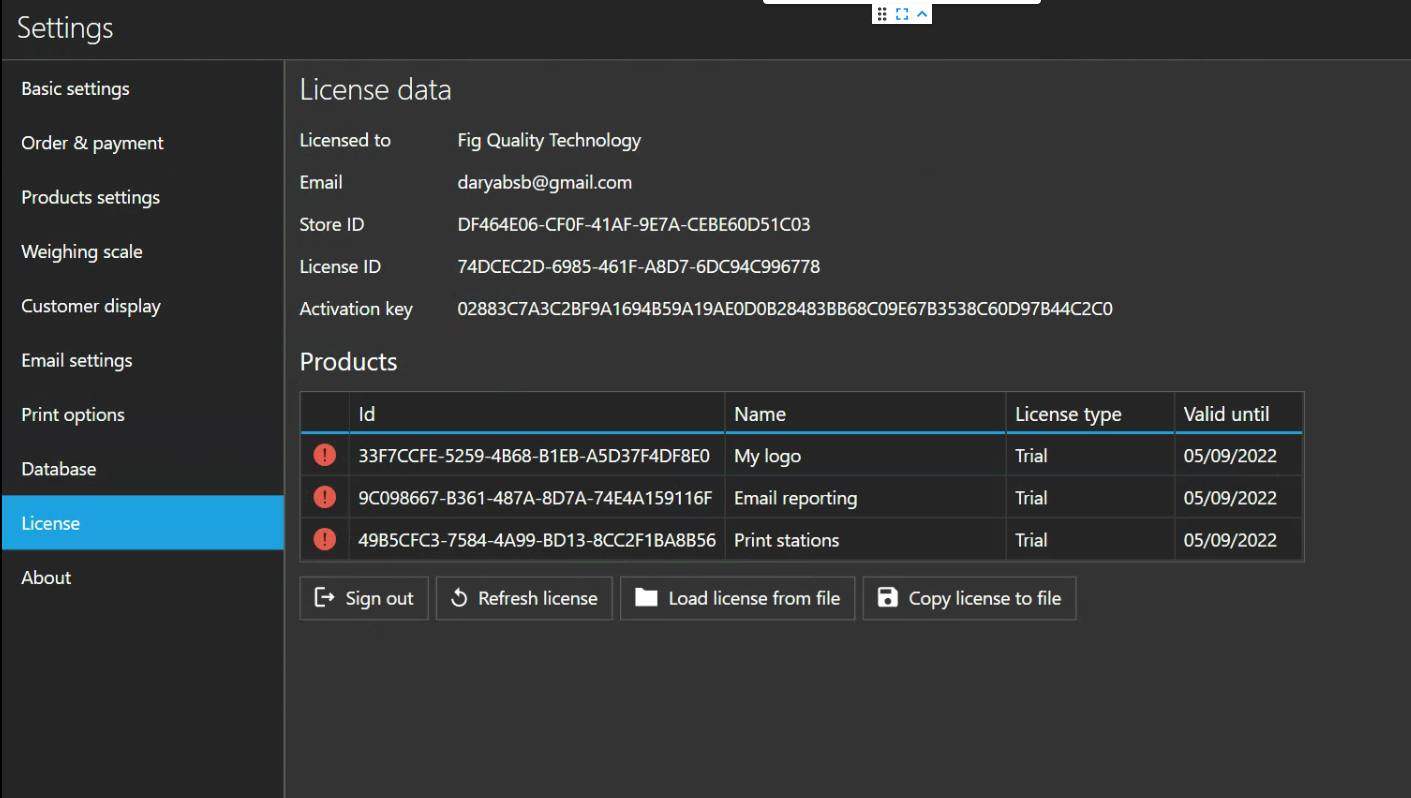 Settings
Basic settings
Order & payment
Products settings
Weighing scale
Customer display
Email settings
Print options
Database
License
About
License data
Licensed to Fig Quality Technology
Email daryabsb@gmail.com
Store ID DF464E06-CF0F-41AF-9E7A-CEBE60D51C03
License ID 74DCEC2D-6985-461F-A8D7-6DC94C996778
Activation key 02883C7A3C2BF9A1694B59A19AE0D0B28483BB68C09E67B3538C60D97B44C2C0
Products
Id Name License type Valid until
33F7CCFE-5259-4B68-B1EB-A5D37F4DF8E0 My logo Trial 05/09/2022
9C098667-B361-487A-8D7A-74E4A159116F Email reporting Trial 05/09/2022
49B5CFC3-7584-4A99-BD13-8CC2F1BA8B56 Print stations Trial 05/09/2022
Sign out Refresh license Load license from file Copy license to file